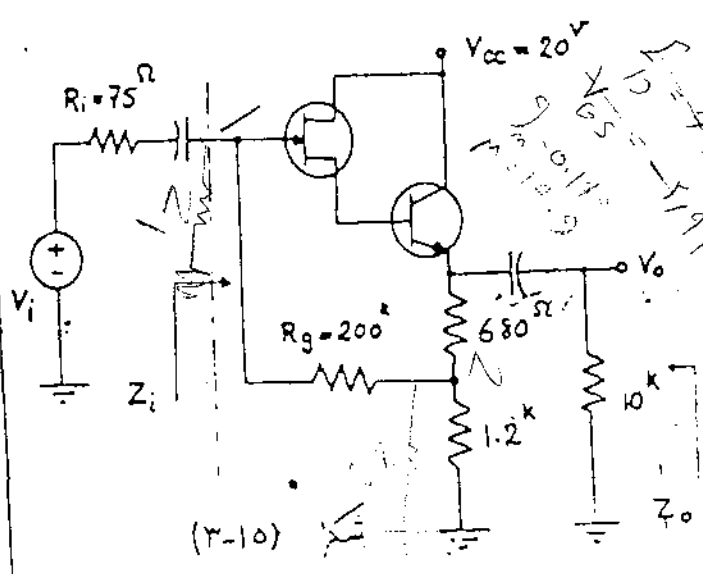 Vcc = 20v
Ri = 75Ω
+
-
Vi
Vo
680Ω
Rg = 200k
Zi
10k
1.2k
Zo
(۳-۱۵)